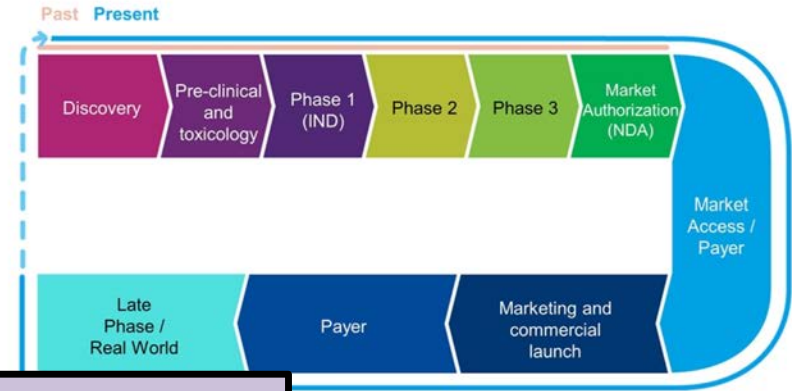 Past Present
Discovery
Pre-clinical
and
toxicology
Phase 1
(IND)
Phase 2
Phase 3
Market
Authorization
(NDA)
Market
Access /
Payer
Late
Phase /
Real World
Payer
Marketing and
commercial
launch